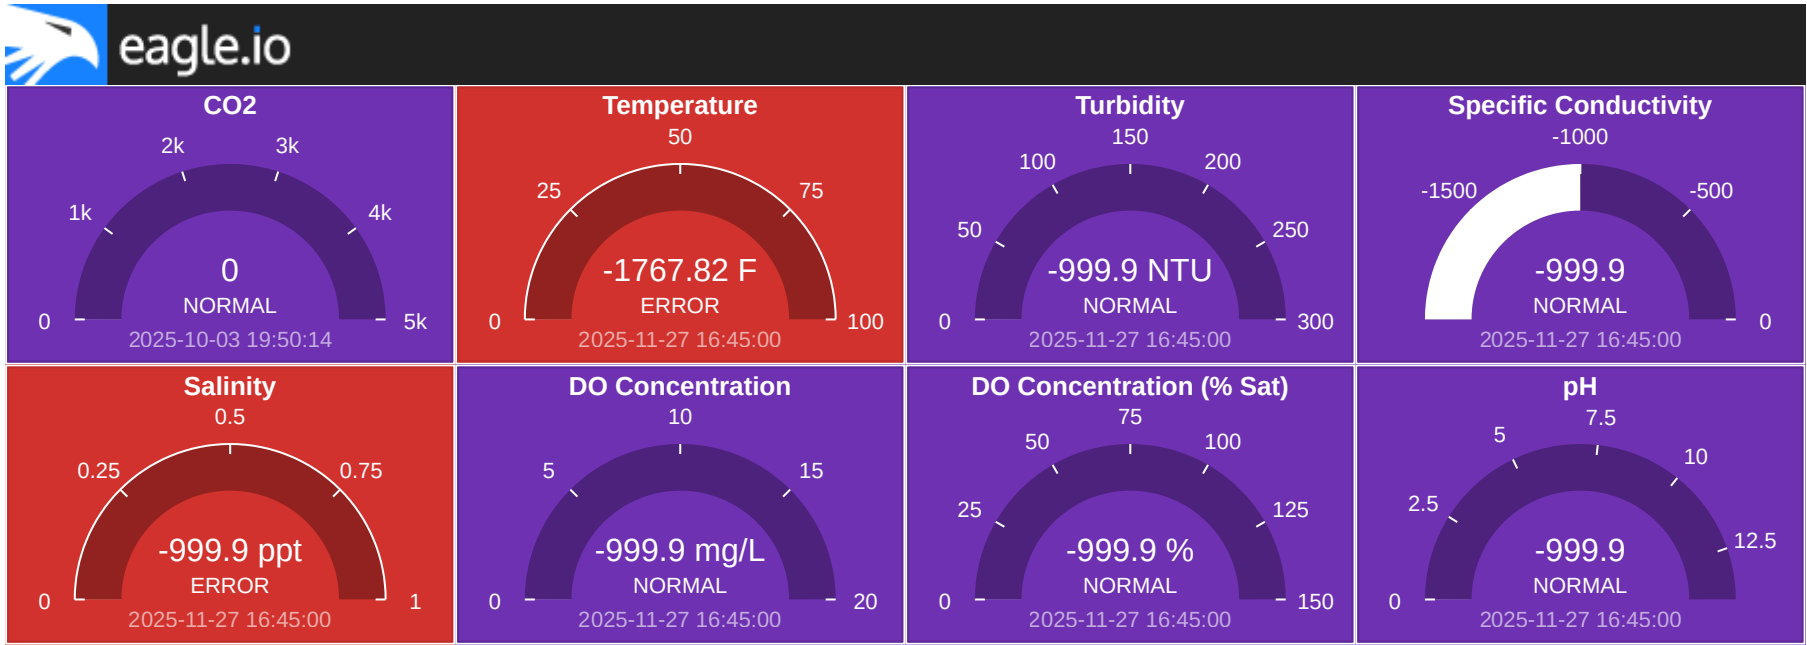 eagle.io
CO2
2k 3k
1k 4k
0
NORMAL
0 5k
2025-10-03 19:50:14
Temperature
50
25 75
-1767.82 F
ERROR
0 100
2025-11-27 16:45:00
Turbidity
150
100 200
50 250
-999.9 NTU
NORMAL
0 300
2025-11-27 16:45:00
Specific Conductivity
-1000
-1500 -500
-999.9
NORMAL
0
2025-11-27 16:45:00
Salinity
0.5
0.25 0.75
-999.9 ppt
ERROR
0 1
2025-11-27 16:45:00
DO Concentration
10
5 15
-999.9 mg/L
NORMAL
0 20
2025-11-27 16:45:00
DO Concentration (% Sat)
75
50 100
25 125
-999.9 %
NORMAL
0 150
2025-11-27 16:45:00
pH
7.5
5 10
2.5 12.5
-999.9
NORMAL
0
2025-11-27 16:45:00